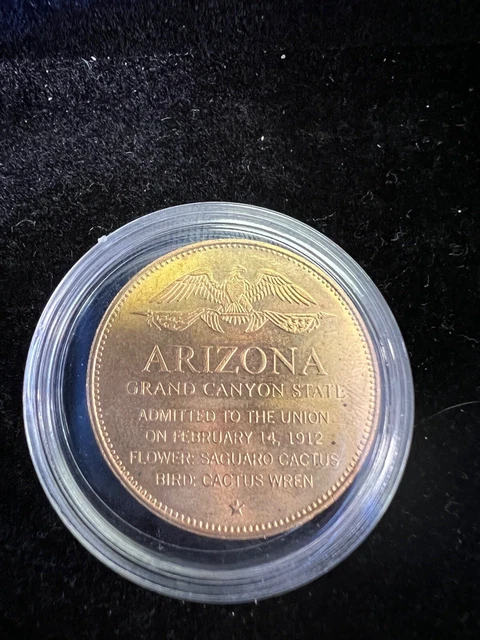 ARIZONA
GRAND CANYON STATE
ADMITTED TO THE UNION
ON FEBRUARY 14, 1912
FLOWER: SAGUARO CACTUS
BIRD: CACTUS WREN